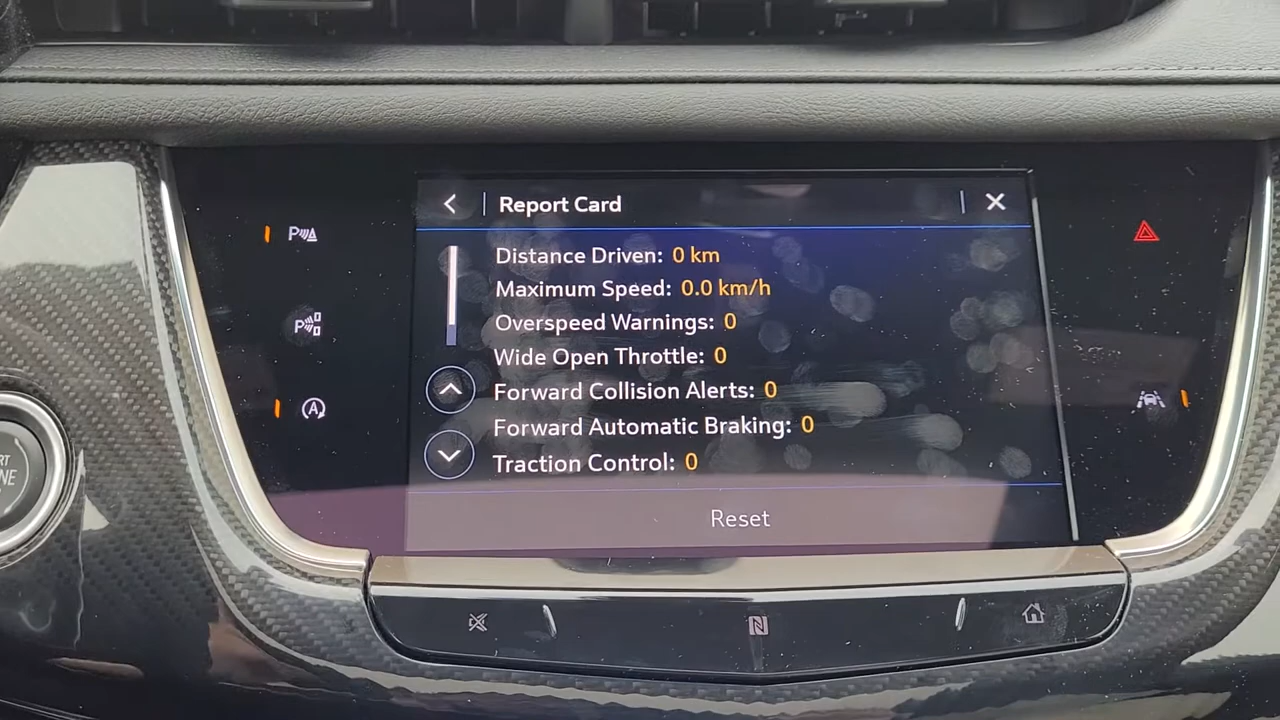 Report Card
Distance Driven: 0 km
Maximum Speed: 0.0 km/h
Overspeed Warnings: 0
Wide Open Throttle: 0
Forward Collision Alerts: 0
Forward Automatic Braking: 0
Traction Control: 0
Reset
P
P
A
N